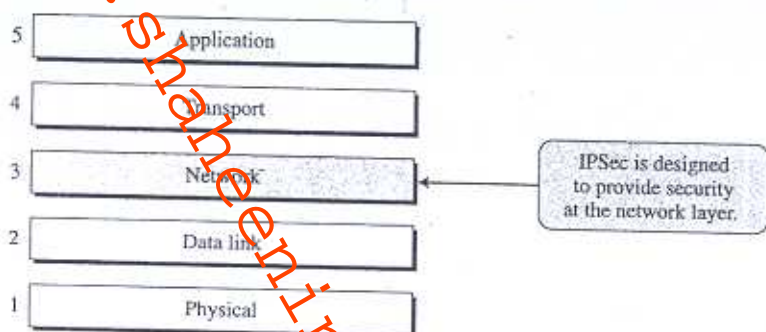 5 Application
4 Transport
3 Network
IPSec is designed
to provide security
at the network layer.
2 Data link
1 Physical
.shaheenin